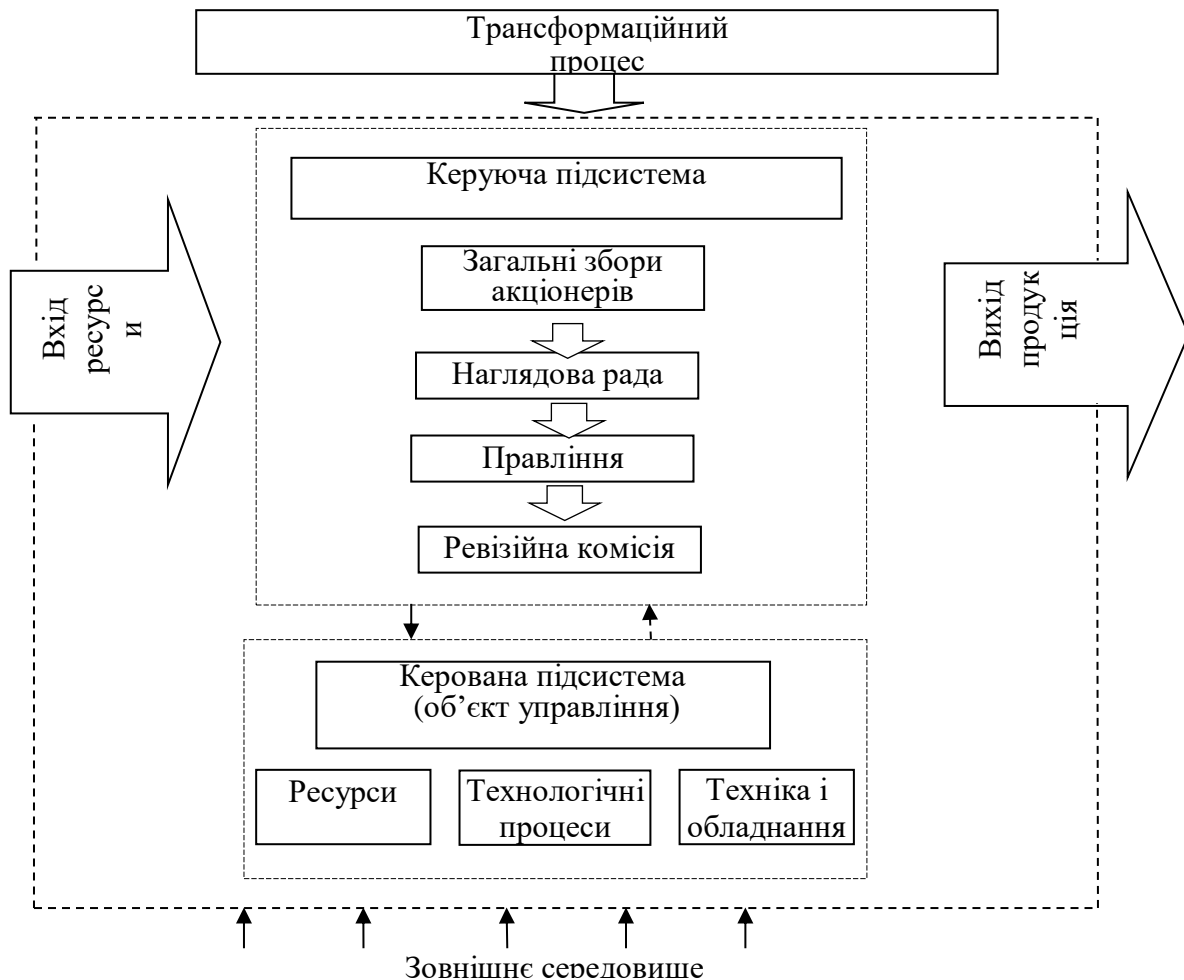 Трансформаційний
процес
Керуюча підсистема
Загальні збори
акціонерів
Вхід
ресурс
и
Вихід
продук
ція
Наглядова рада
Правління
Ревізійна комісія
Керована підсистема
(об’єкт управління)
Ресурси
Технологічні
процеси
Техніка і
обладнання
Зовнішнє середовище